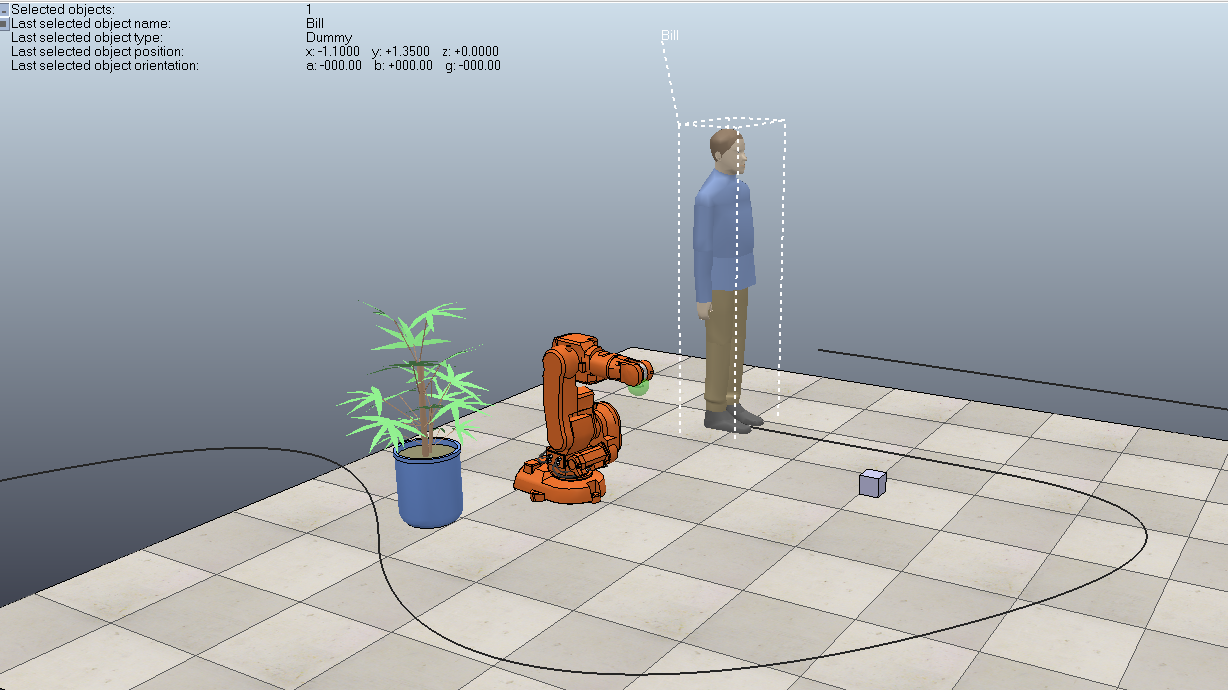 Selected objects: 1
Last selected object name: Bill
Last selected object type: Dummy
Last selected object position: x: -1.1000 y: +1.3500 z: +0.0000
Last selected object orientation: a: -000.00 b: +000.00 g: -000.00
Bill